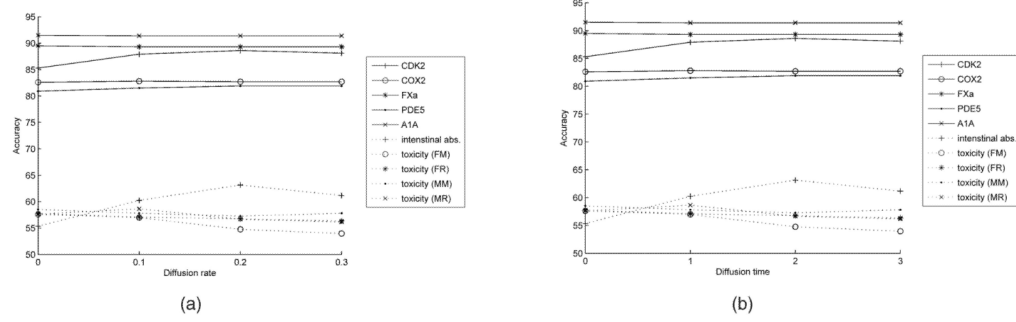 95
90
85
80
75
70
65
60
55
50
Accuracy
0
0.1
0.2
0.3
Diffusion rate
CDK2
COX2
FXa
PDE5
A1A
intenstinal abs.
toxicity (FM)
toxicity (FR)
toxicity (MM)
toxicity (MR)
(a)
95
90
85
80
75
70
65
60
55
50
Accuracy
0
1
2
3
Diffusion time
CDK2
COX2
FXa
PDE5
A1A
intenstinal abs.
toxicity (FM)
toxicity (FR)
toxicity (MM)
toxicity (MR)
(b)